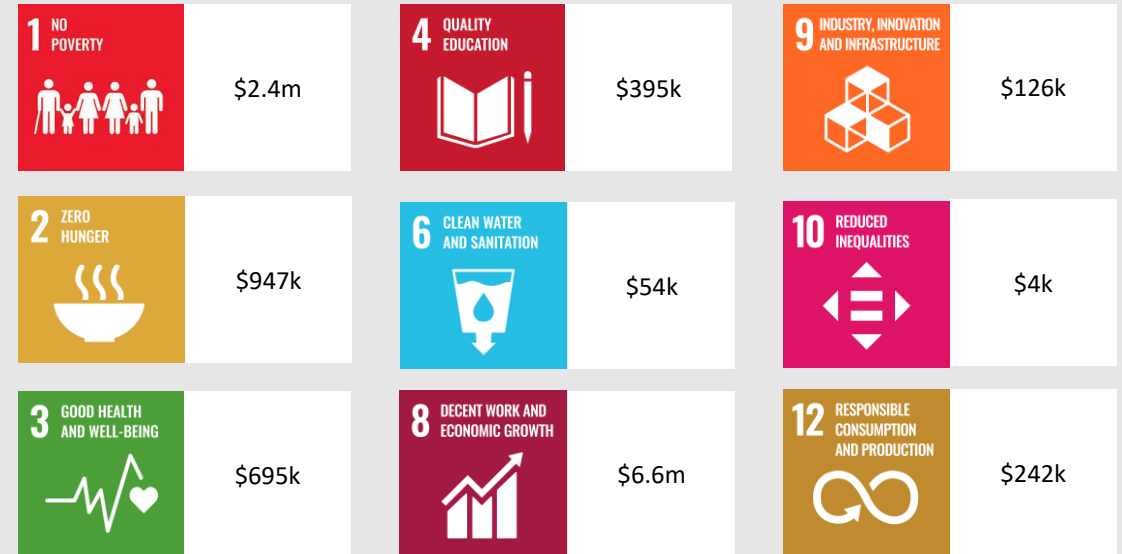 1 NO
POVERTY
$2.4m
4 QUALITY
EDUCATION
$395k
9 INDUSTRY, INNOVATION
AND INFRASTRUCTURE
$126k
2 ZERO
HUNGER
$947k
6 CLEAN WATER
AND SANITATION
$54k
10 REDUCED
INEQUALITIES
$4k
3 GOOD HEALTH
AND WELL-BEING
$695k
8 DECENT WORK AND
ECONOMIC GROWTH
$6.6m
12 RESPONSIBLE
CONSUMPTION
AND PRODUCTION
$242k